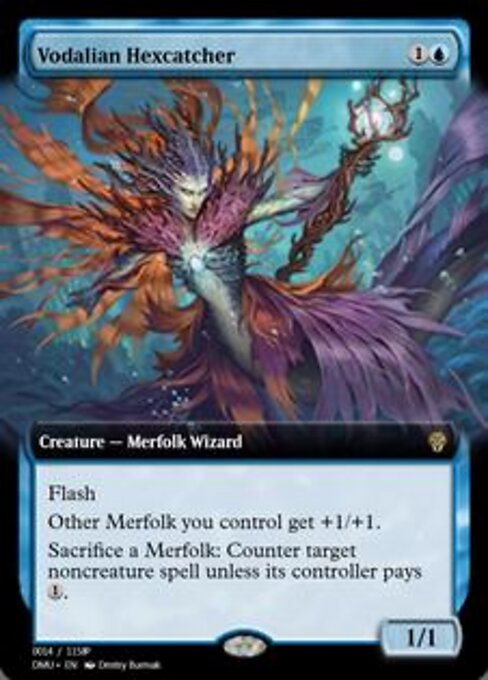 Vodalian Hexcatcher 1
Creature — Merfolk Wizard
Flash
Other Merfolk you control get +1/+1.
Sacrifice a Merfolk: Counter target
noncreature spell unless its controller pays
1.
1/1
DMU • EN Dmitry Burmak